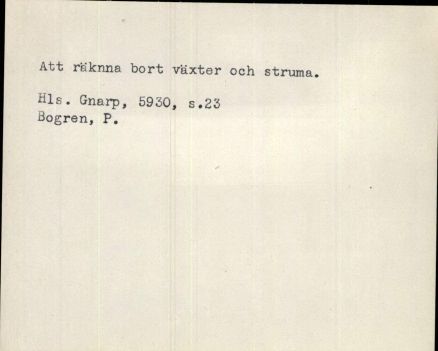 Att räknna bort växter och struma.
Hls. Gnarp, 5930, s.23
Bogren, P.